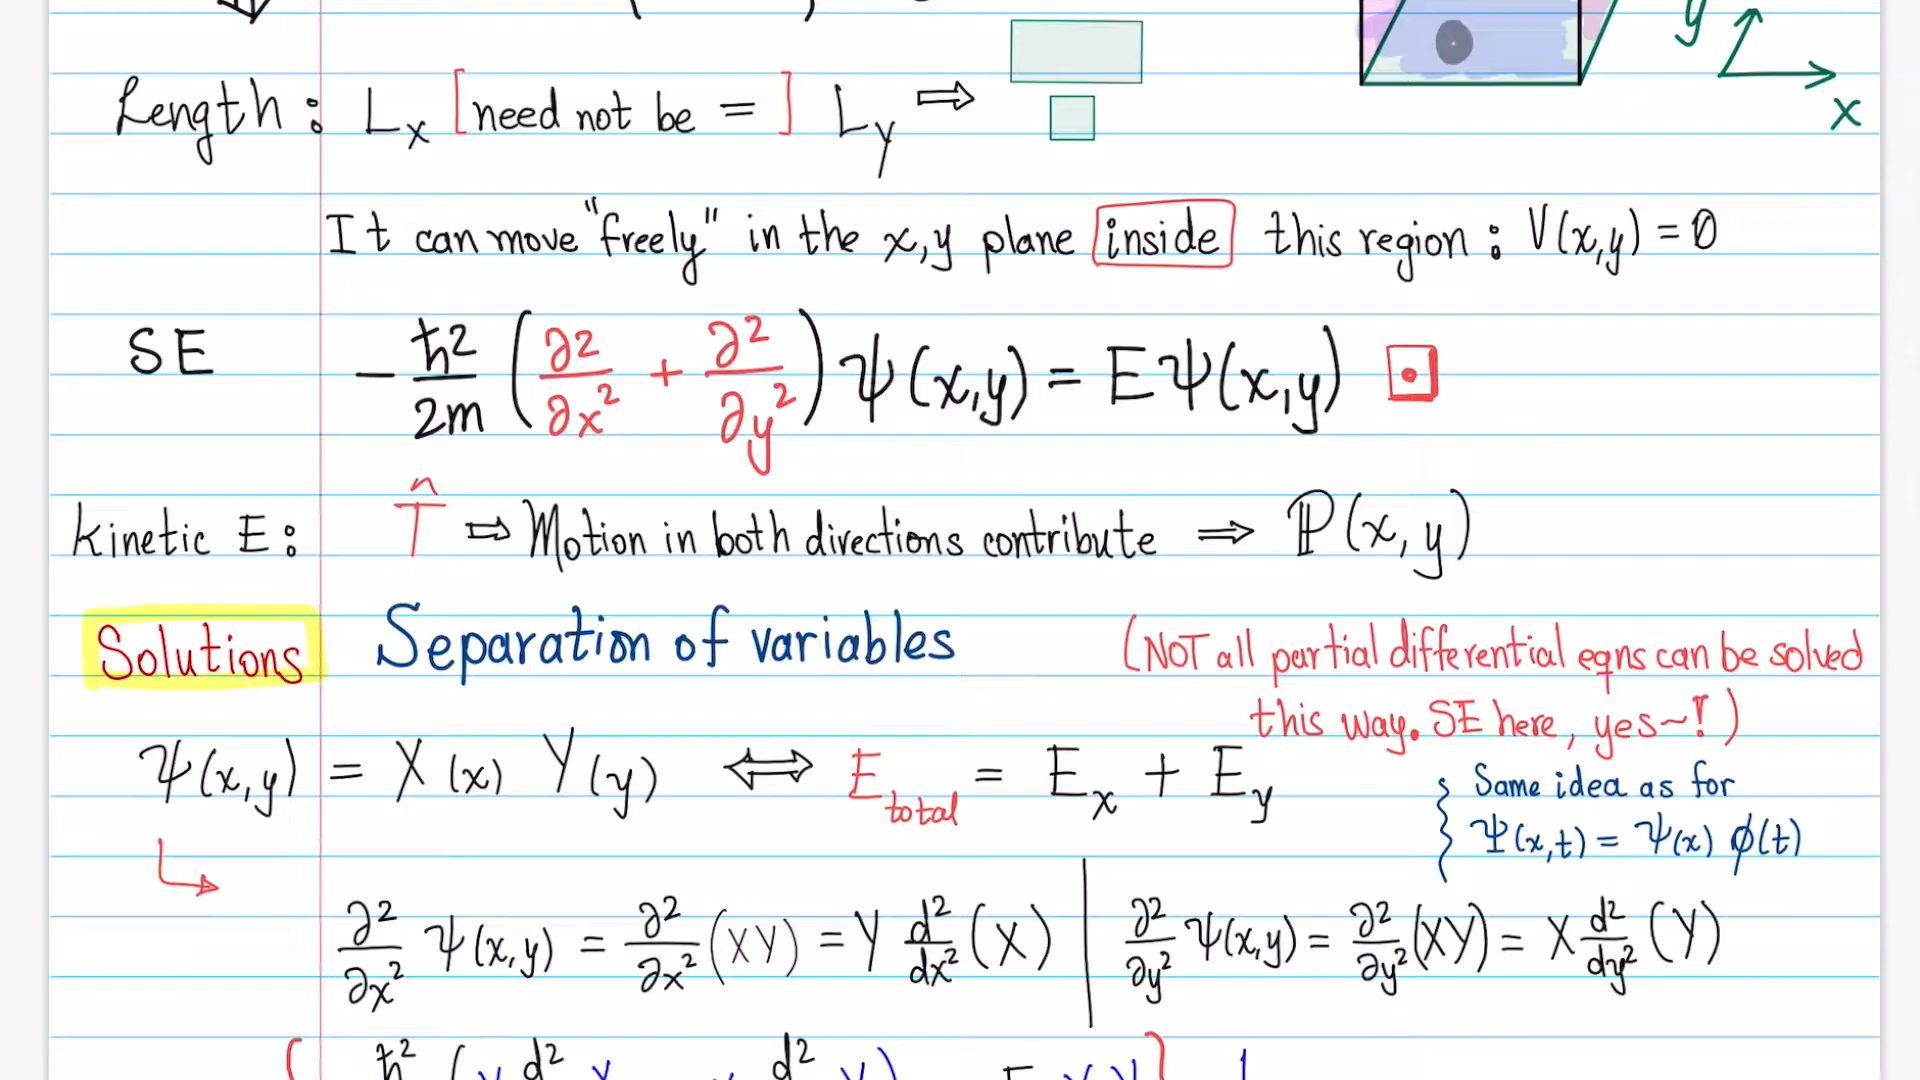 y
x
Length : Lx [need not be = ] Ly ⇒
It can move "freely" in the x,y plane inside this region : V(x,y) = 0
SE -ħ²/2m (∂²/∂x² + ∂²/∂y²) ψ(x,y) = Eψ(x,y)
Kinetic E : T̂ ⇒ Motion in both directions contribute ⇒ ℙ(x,y)
Solutions Separation of variables (NOT all partial differential eqns can be solved
this way. SE here, yes~!)
ψ(x,y) = X(x) Y(y) ⟺ E_total = Ex + Ey
Same idea as for
Ψ(x,t) = ψ(x) φ(t)
∂²/∂x² ψ(x,y) = ∂²/∂x² (XY) = Y d²/dx² (X) | ∂²/∂y² ψ(x,y) = ∂²/∂y² (XY) = X d²/dy² (Y)